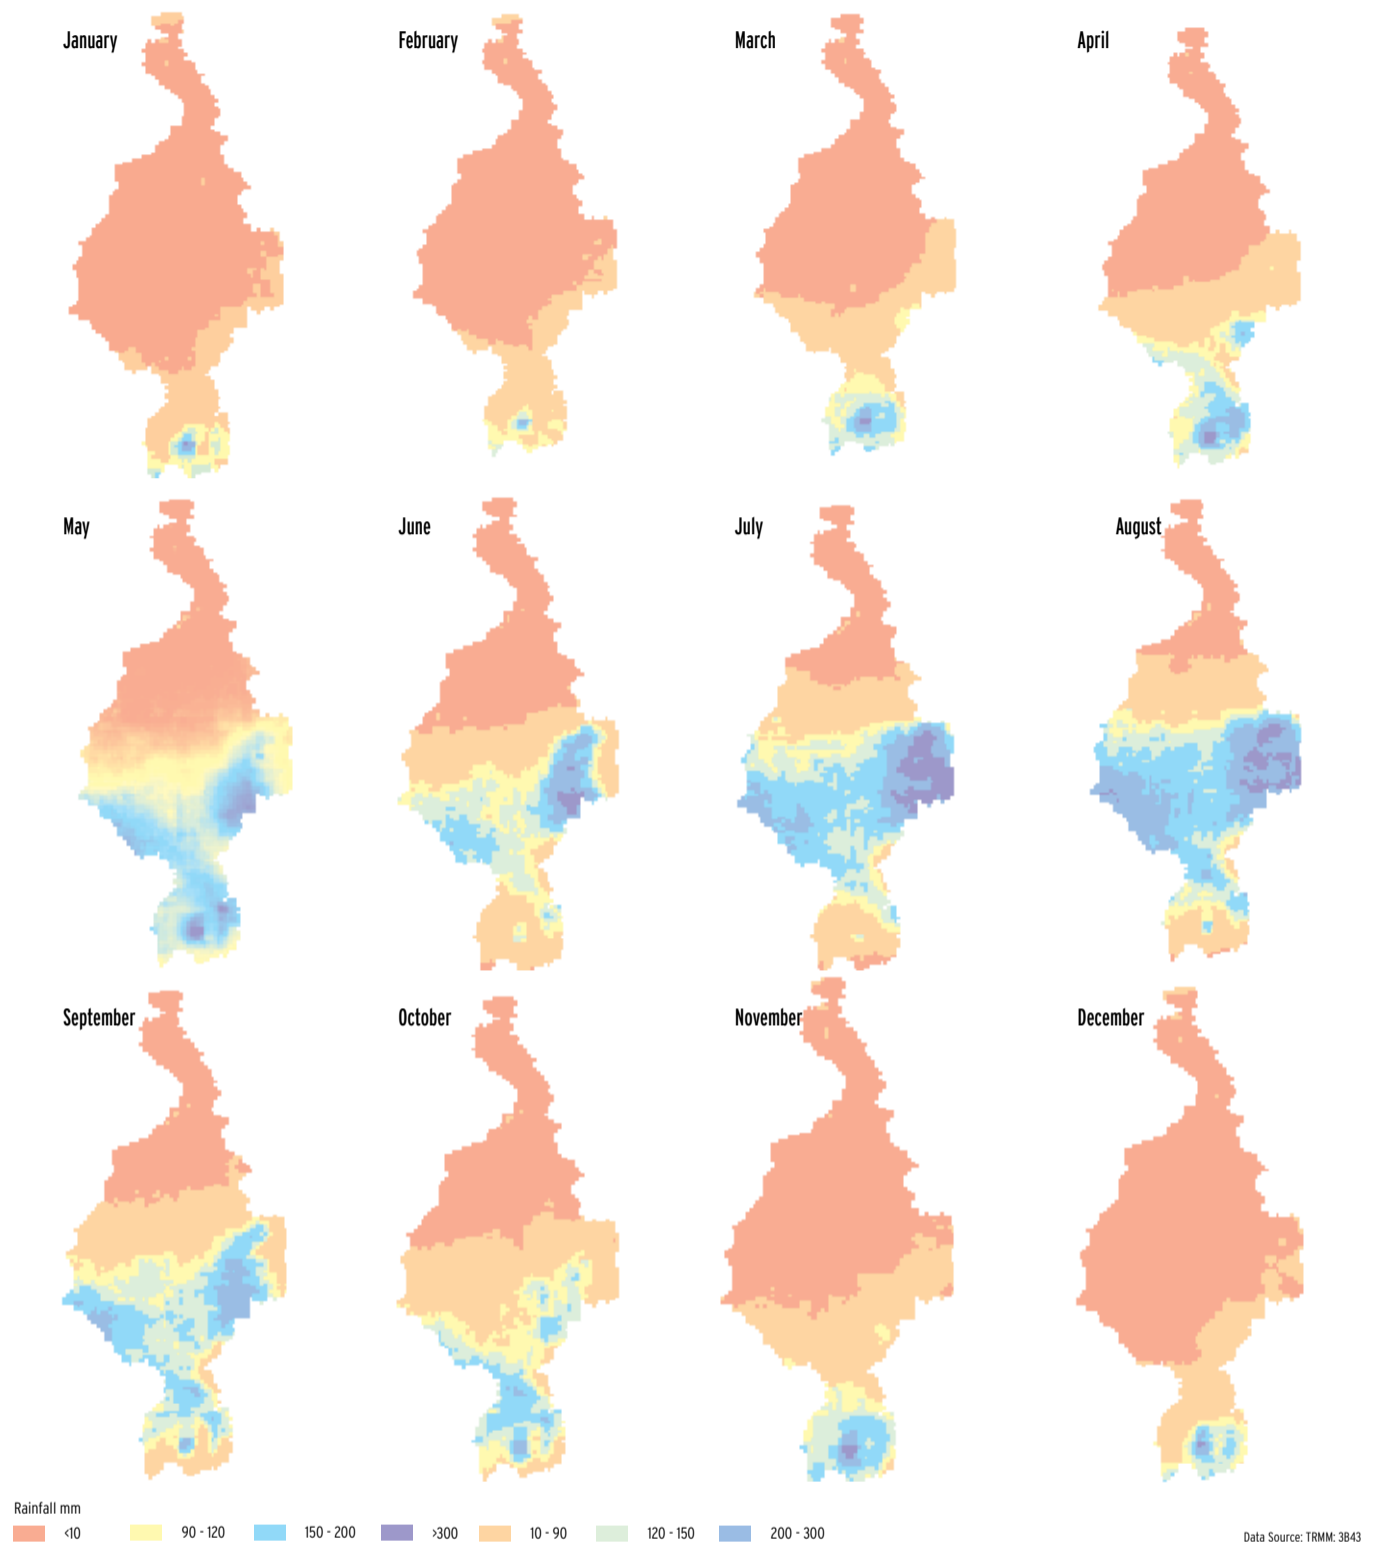 January
February
March
April
May
June
July
August
September
October
November
December
Rainfall mm
<10
90 - 120
150 - 200
>300
10 - 90
120 - 150
200 - 300
Data Source: TRMM: 3B43